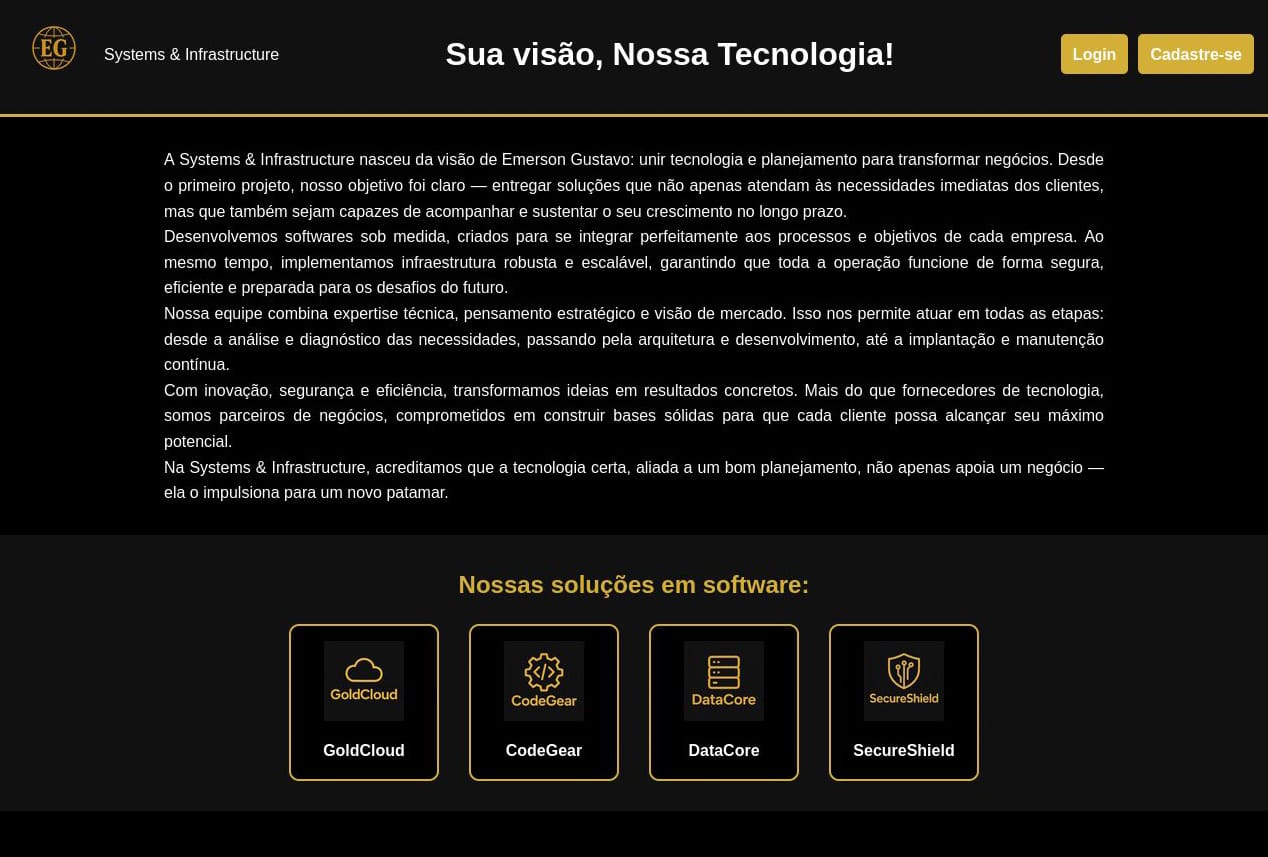 EG
Systems & Infrastructure
Sua visão, Nossa Tecnologia!
Login
Cadastre-se
A Systems & Infrastructure nasceu da visão de Emerson Gustavo: unir tecnologia e planejamento para transformar negócios. Desde
o primeiro projeto, nosso objetivo foi claro — entregar soluções que não apenas atendam às necessidades imediatas dos clientes,
mas que também sejam capazes de acompanhar e sustentar o seu crescimento no longo prazo.
Desenvolvemos softwares sob medida, criados para se integrar perfeitamente aos processos e objetivos de cada empresa. Ao
mesmo tempo, implementamos infraestrutura robusta e escalável, garantindo que toda a operação funcione de forma segura,
eficiente e preparada para os desafios do futuro.
Nossa equipe combina expertise técnica, pensamento estratégico e visão de mercado. Isso nos permite atuar em todas as etapas:
desde a análise e diagnóstico das necessidades, passando pela arquitetura e desenvolvimento, até a implantação e manutenção
contínua.
Com inovação, segurança e eficiência, transformamos ideias em resultados concretos. Mais do que fornecedores de tecnologia,
somos parceiros de negócios, comprometidos em construir bases sólidas para que cada cliente possa alcançar seu máximo
potencial.
Na Systems & Infrastructure, acreditamos que a tecnologia certa, aliada a um bom planejamento, não apenas apoia um negócio —
ela o impulsiona para um novo patamar.
Nossas soluções em software:
GoldCloud
GoldCloud
CodeGear
CodeGear
DataCore
DataCore
SecureShield
SecureShield